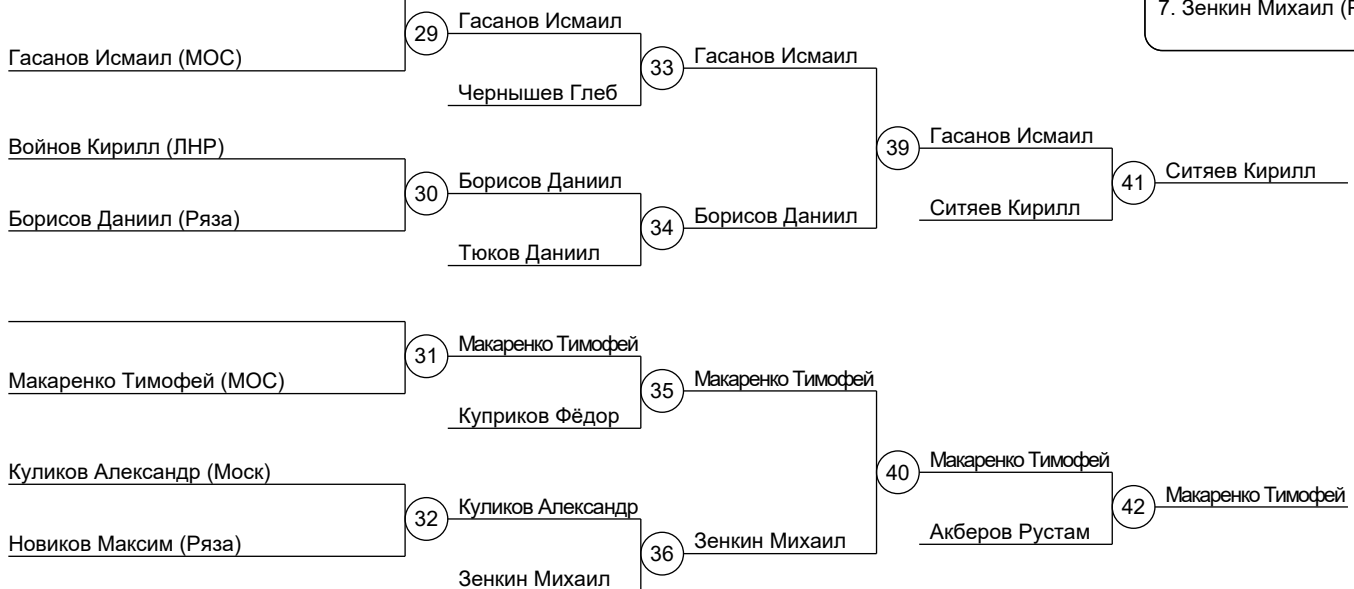 7. Зенкин Михаил (
29
Гасанов Исмаил
Гасанов Исмаил (МОС)
33
Гасанов Исмаил
Чернышев Глеб
Войнов Кирилл (ЛНР)
39
Гасанов Исмаил
41
Ситяев Кирилл
30
Борисов Даниил
Борисов Даниил (Ряза)
34
Борисов Даниил
Ситяев Кирилл
Тюков Даниил
31
Макаренко Тимофей
Макаренко Тимофей (МОС)
35
Макаренко Тимофей
Куприков Фёдор
Куликов Александр (Моск)
40
Макаренко Тимофей
42
Макаренко Тимофей
32
Куликов Александр
Новиков Максим (Ряза)
36
Зенкин Михаил
Акберов Рустам
Зенкин Михаил